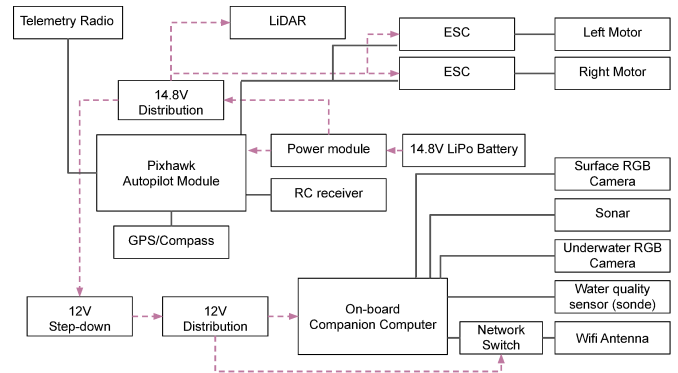 Telemetry Radio
LiDAR
ESC
Left Motor
ESC
Right Motor
14.8V
Distribution
Pixhawk
Autopilot Module
Power module
14.8V LiPo Battery
RC receiver
GPS/Compass
Surface RGB
Camera
Sonar
Underwater RGB
Camera
Water quality
sensor (sonde)
12V
Step-down
12V
Distribution
On-board
Companion Computer
Network
Switch
Wifi Antenna